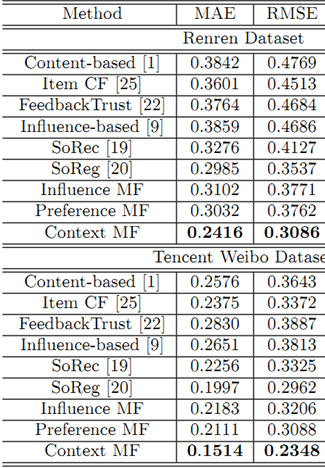 Method MAE RMSE
Renren Dataset
Content-based [1] 0.3842 0.4769
Item CF [25] 0.3601 0.4513
FeedbackTrust [22] 0.3764 0.4684
Influence-based [9] 0.3859 0.4686
SoRec [19] 0.3276 0.4127
SoReg [20] 0.2985 0.3537
Influence MF 0.3102 0.3771
Preference MF 0.3032 0.3762
Context MF 0.2416 0.3086
Tencent Weibo Datase
Content-based [1] 0.2576 0.3643
Item CF [25] 0.2375 0.3372
FeedbackTrust [22] 0.2830 0.3887
Influence-based [9] 0.2651 0.3813
SoRec [19] 0.2256 0.3325
SoReg [20] 0.1997 0.2962
Influence MF 0.2183 0.3206
Preference MF 0.2111 0.3088
Context MF 0.1514 0.2348